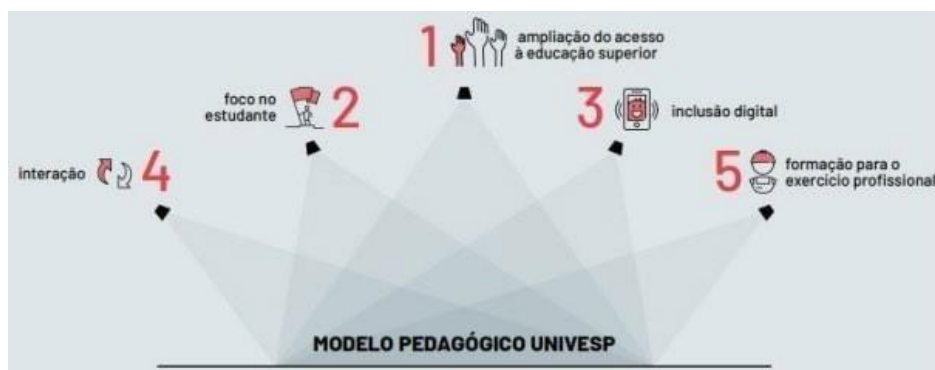 1
ampliação do acesso
à educação superior
foco no
estudante
2
3
inclusão digital
interação
4
5
formação para o
exercício profissional
MODELO PEDAGÓGICO UNIVESP